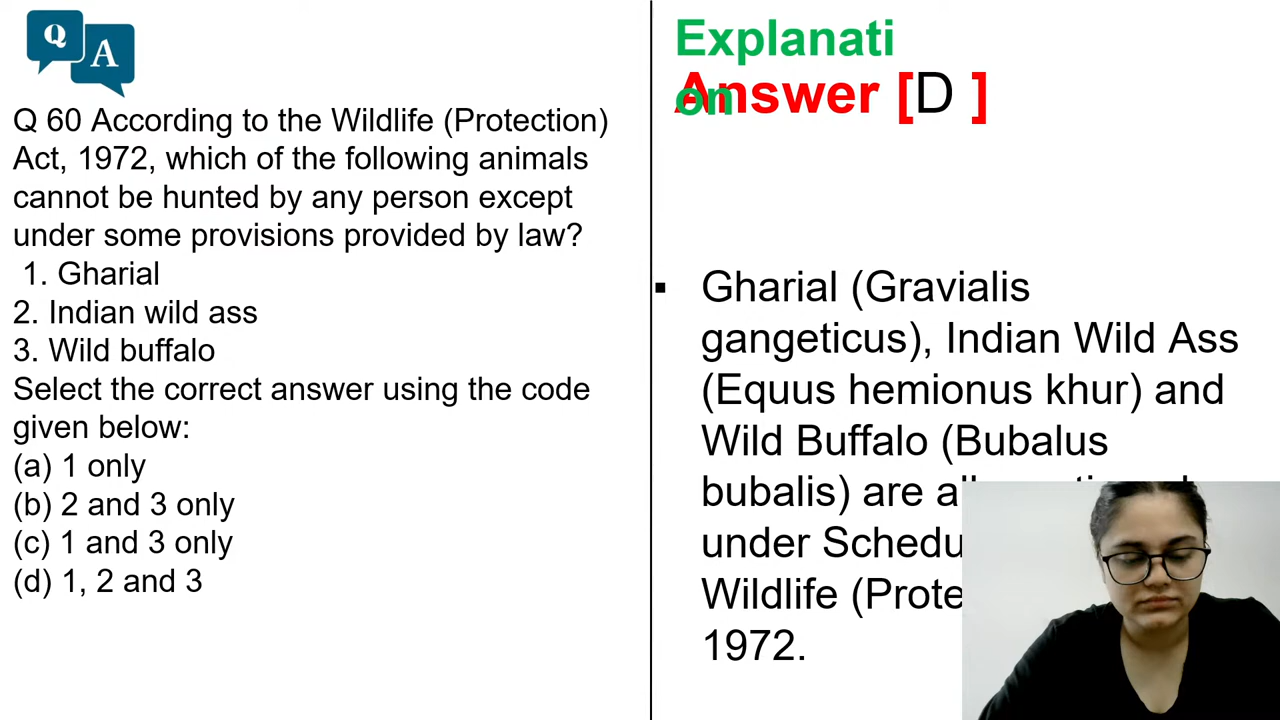 Q A
Q 60 According to the Wildlife (Protection)
Act, 1972, which of the following animals
cannot be hunted by any person except
under some provisions provided by law?
1. Gharial
2. Indian wild ass
3. Wild buffalo
Select the correct answer using the code
given below:
(a) 1 only
(b) 2 and 3 only
(c) 1 and 3 only
(d) 1, 2 and 3
Explanati
on
Answer [D ]
▪ Gharial (Gravialis
gangeticus), Indian Wild Ass
(Equus hemionus khur) and
Wild Buffalo (Bubalus
bubalis) are
under
Wildlife
1972.